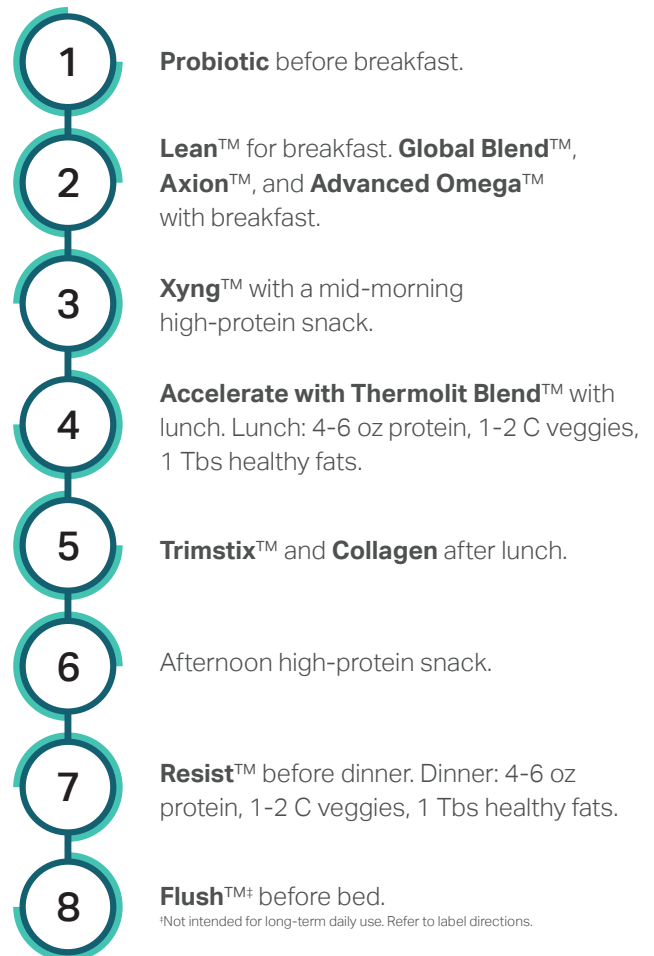 1
Probiotic before breakfast.
2
Lean™ for breakfast. Global Blend™,
Axion™, and Advanced Omega™
with breakfast.
3
Xyng™ with a mid-morning
high-protein snack.
4
Accelerate with Thermolit Blend™ with
lunch. Lunch: 4-6 oz protein, 1-2 C veggies,
1 Tbs healthy fats.
5
Trimstix™ and Collagen after lunch.
6
Afternoon high-protein snack.
7
Resist™ before dinner. Dinner: 4-6 oz
protein, 1-2 C veggies, 1 Tbs healthy fats.
8
Flush™‡ before bed.
‡Not intended for long-term daily use. Refer to label directions.